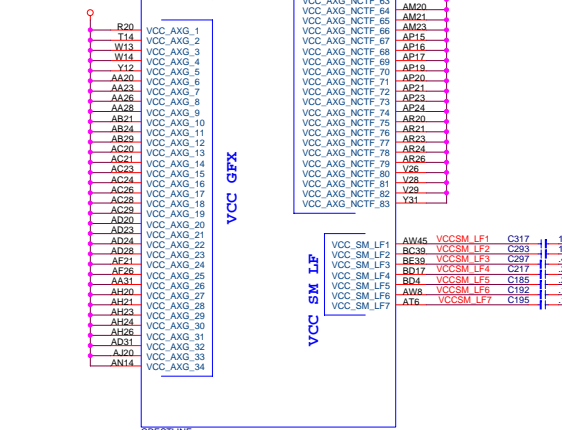 R20 VCC_AXG_1
T14 VCC_AXG_2
W13 VCC_AXG_3
W14 VCC_AXG_4
Y12 VCC_AXG_5
AA20 VCC_AXG_6
AA23 VCC_AXG_7
AA26 VCC_AXG_8
AA28 VCC_AXG_9
AB21 VCC_AXG_10
AB24 VCC_AXG_11
AB29 VCC_AXG_12
AC20 VCC_AXG_13
AC21 VCC_AXG_14
AC23 VCC_AXG_15
AC24 VCC_AXG_16
AC26 VCC_AXG_17
AC28 VCC_AXG_18
AC29 VCC_AXG_19
AD20 VCC_AXG_20
AD23 VCC_AXG_21
AD24 VCC_AXG_22
AD28 VCC_AXG_23
AF21 VCC_AXG_24
AF26 VCC_AXG_25
AA31 VCC_AXG_26
AH20 VCC_AXG_27
AH21 VCC_AXG_28
AH23 VCC_AXG_29
AH24 VCC_AXG_30
AH26 VCC_AXG_31
AD31 VCC_AXG_32
AJ20 VCC_AXG_33
AN14 VCC_AXG_34
VCC GFX
VCC_AXG_NCTF_63
VCC_AXG_NCTF_64 AM20
VCC_AXG_NCTF_65 AM21
VCC_AXG_NCTF_66 AM23
VCC_AXG_NCTF_67 AP15
VCC_AXG_NCTF_68 AP16
VCC_AXG_NCTF_69 AP17
VCC_AXG_NCTF_70 AP19
VCC_AXG_NCTF_71 AP20
VCC_AXG_NCTF_72 AP21
VCC_AXG_NCTF_73 AP23
VCC_AXG_NCTF_74 AP24
VCC_AXG_NCTF_75 AR20
VCC_AXG_NCTF_76 AR21
VCC_AXG_NCTF_77 AR23
VCC_AXG_NCTF_78 AR24
VCC_AXG_NCTF_79 AR26
VCC_AXG_NCTF_80 V26
VCC_AXG_NCTF_81 V28
VCC_AXG_NCTF_82 V29
VCC_AXG_NCTF_83 Y31
VCC SM LF
VCC_SM_LF1 AW45 VCCSM_LF1 C317
VCC_SM_LF2 BC39 VCCSM_LF2 C293
VCC_SM_LF3 BE39 VCCSM_LF3 C297
VCC_SM_LF4 BD17 VCCSM_LF4 C217
VCC_SM_LF5 BD4 VCCSM_LF5 C185
VCC_SM_LF6 AW8 VCCSM_LF6 C192
VCC_SM_LF7 AT6 VCCSM_LF7 C195